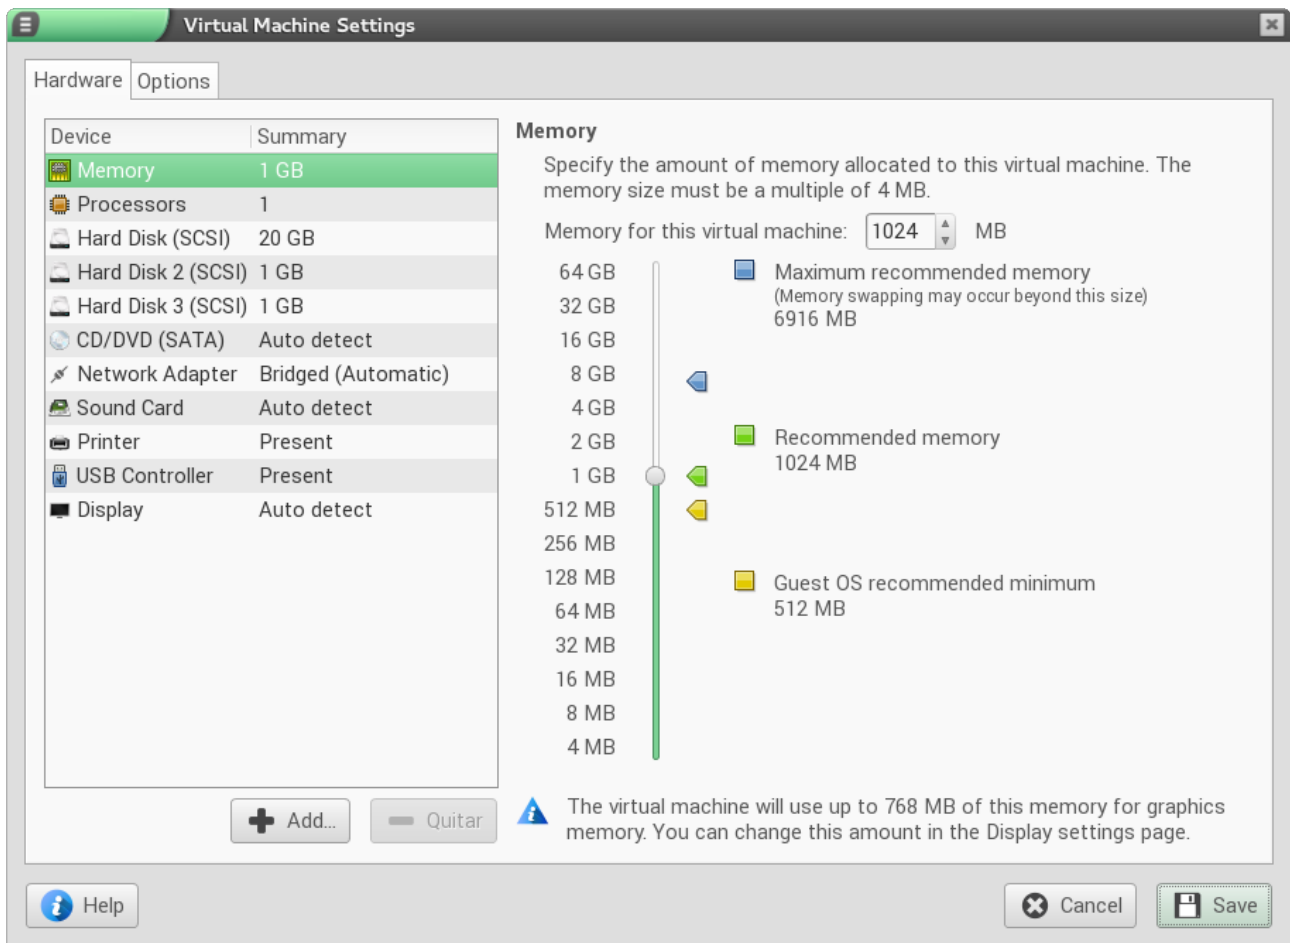 Virtual Machine Settings
Hardware Options
Device Summary
Memory 1 GB
Processors 1
Hard Disk (SCSI) 20 GB
Hard Disk 2 (SCSI) 1 GB
Hard Disk 3 (SCSI) 1 GB
CD/DVD (SATA) Auto detect
Network Adapter Bridged (Automatic)
Sound Card Auto detect
Printer Present
USB Controller Present
Display Auto detect
Add... Quitar
Memory
Specify the amount of memory allocated to this virtual machine. The
memory size must be a multiple of 4 MB.
Memory for this virtual machine: 1024 MB
64 GB
32 GB
16 GB
8 GB
4 GB
2 GB
1 GB
512 MB
256 MB
128 MB
64 MB
32 MB
16 MB
8 MB
4 MB
Maximum recommended memory
(Memory swapping may occur beyond this size)
6916 MB
Recommended memory
1024 MB
Guest OS recommended minimum
512 MB
The virtual machine will use up to 768 MB of this memory for graphics
memory. You can change this amount in the Display settings page.
Help Cancel Save